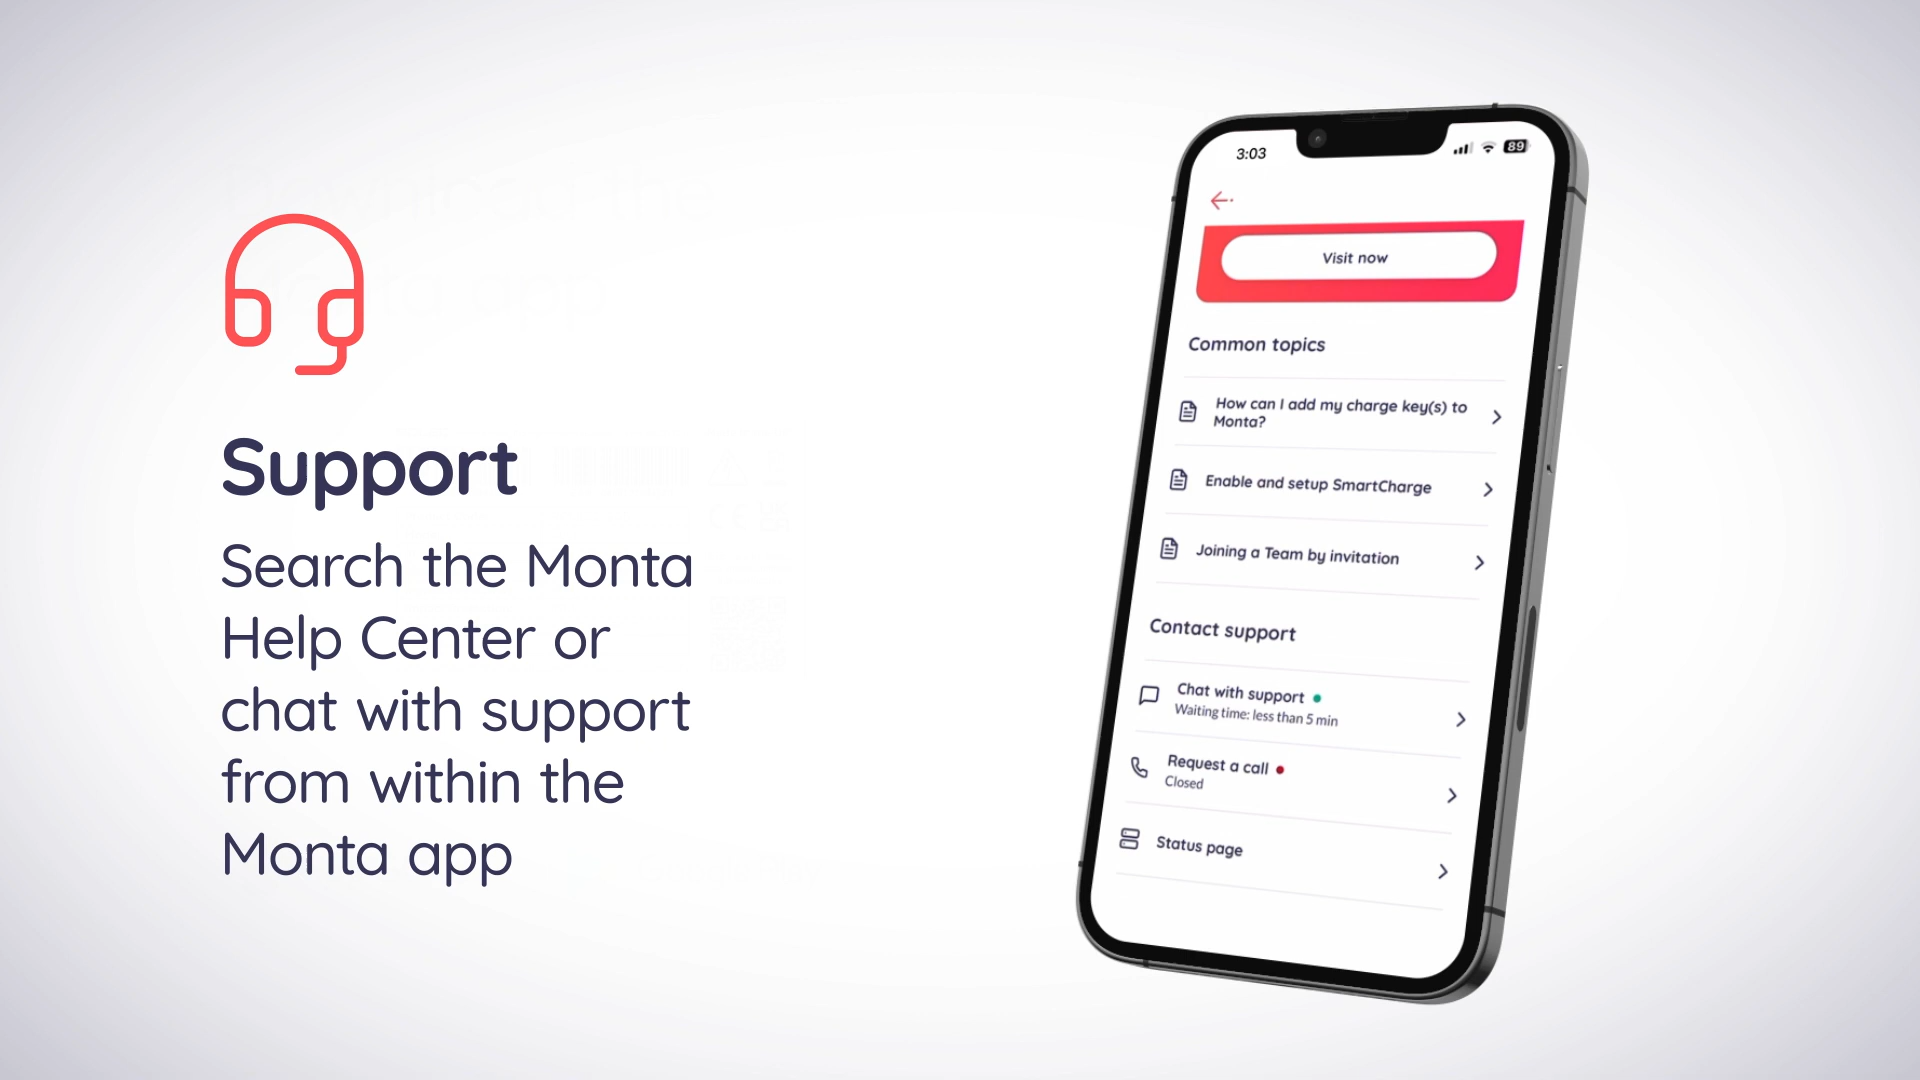 Support
Search the Monta
Help Center or
chat with support
from within the
Monta app
3:03
89
Visit now
Common topics
How can I add my charge key(s) to
Monta?
Enable and setup SmartCharge
Joining a Team by invitation
Contact support
Chat with support
Waiting time: less than 5 min
Request a call
Closed
Status page